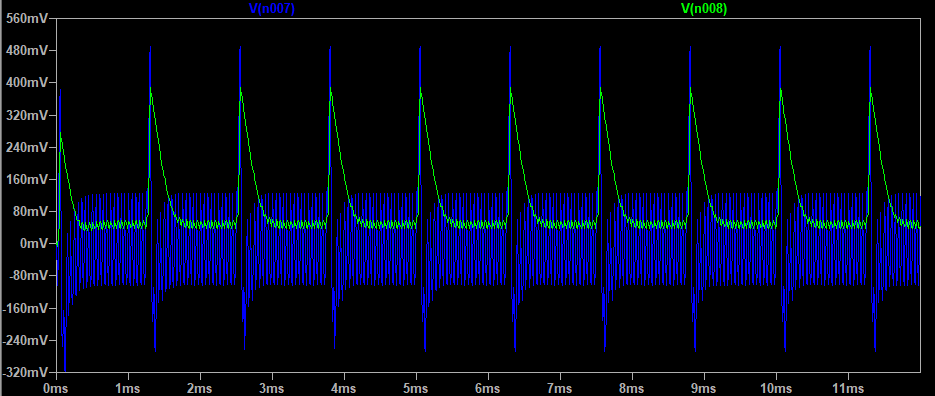 V(n007) V(n008)
560mV
480mV
400mV
320mV
240mV
160mV
80mV
0mV
-80mV
-160mV
-240mV
-320mV
0ms 1ms 2ms 3ms 4ms 5ms 6ms 7ms 8ms 9ms 10ms 11ms